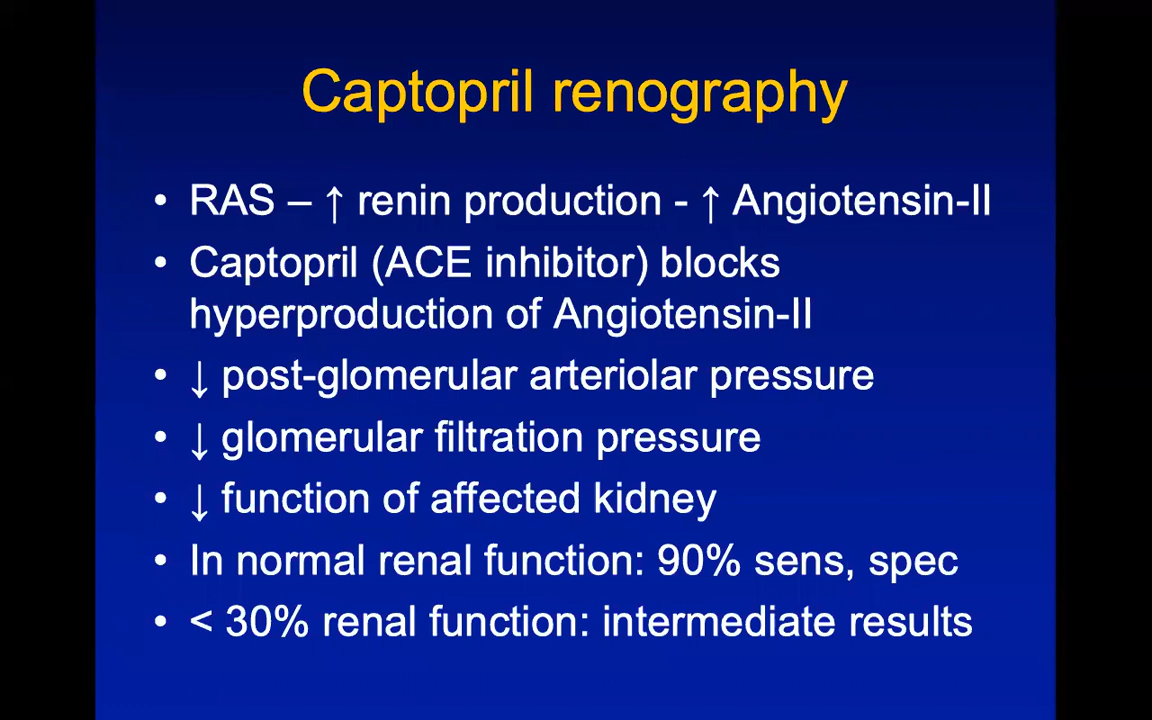 Captopril renography
• RAS – ↑ renin production - ↑ Angiotensin-II
• Captopril (ACE inhibitor) blocks
hyperproduction of Angiotensin-II
• ↓ post-glomerular arteriolar pressure
• ↓ glomerular filtration pressure
• ↓ function of affected kidney
• In normal renal function: 90% sens, spec
• < 30% renal function: intermediate results